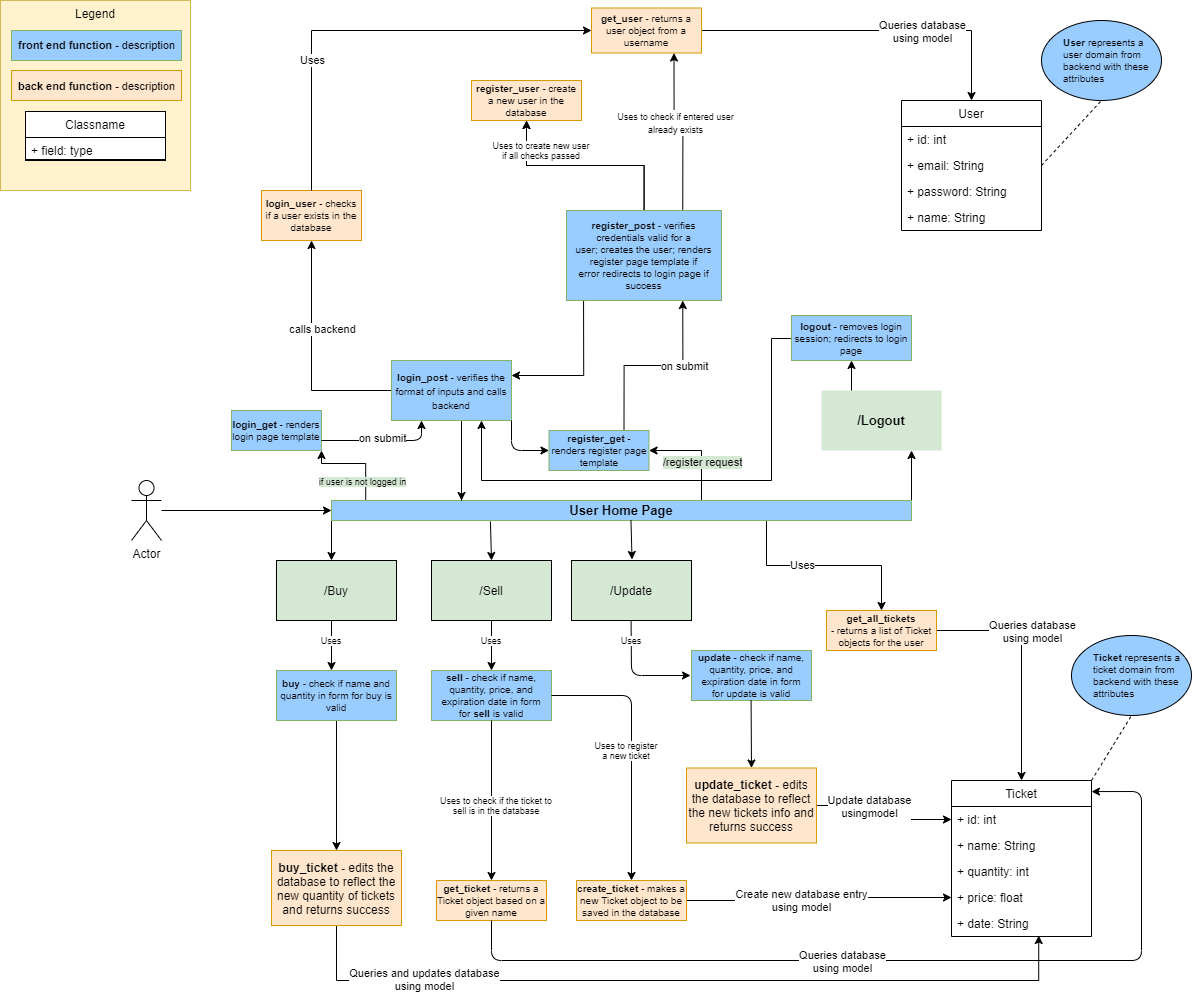 Legend
front end function - description
back end function - description
Classname
+ field: type
get_user - returns a
user object from a
username
Queries database
using model
User represents a
user domain from
backend with these
attributes
Uses
register_user - create
a new user in the
database
Uses to check if entered user
already exists
User
+ id: int
+ email: String
+ password: String
+ name: String
Uses to create new user
if all checks passed
login_user - checks
if a user exists in the
database
register_post - verifies
credentials valid for a
user; creates the user; renders
register page template if
error redirects to login page if
success
calls backend
logout - removes login
session; redirects to login
page
on submit
login_post - verifies the
format of inputs and calls
backend
/Logout
login_get - renders
login page template
on submit
register_get -
renders register page
template
/register request
if user is not logged in
User Home Page
Actor
/Buy
/Sell
/Update
Uses
get_all_tickets
- returns a list of Ticket
objects for the user
Queries database
using model
Uses
Uses
Uses
Ticket represents a
ticket domain from
backend with these
attributes
buy - check if name and
quantity in form for buy is
valid
sell - check if name,
quantity, price, and
expiration date in form
for sell is valid
update - check if name,
quantity, price, and
expiration date in form
for update is valid
Uses to register
a new ticket
update_ticket - edits
the database to reflect
the new tickets info and
returns success
Update database
usingmodel
Uses to check if the ticket to
sell is in the database
Ticket
+ id: int
+ name: String
+ quantity: int
+ price: float
+ date: String
buy_ticket - edits the
database to reflect the
new quantity of tickets
and returns success
get_ticket - returns a
Ticket object based on a
given name
create_ticket - makes a
new Ticket object to be
saved in the database
Create new database entry
using model
Queries database
using model
Queries and updates database
using model